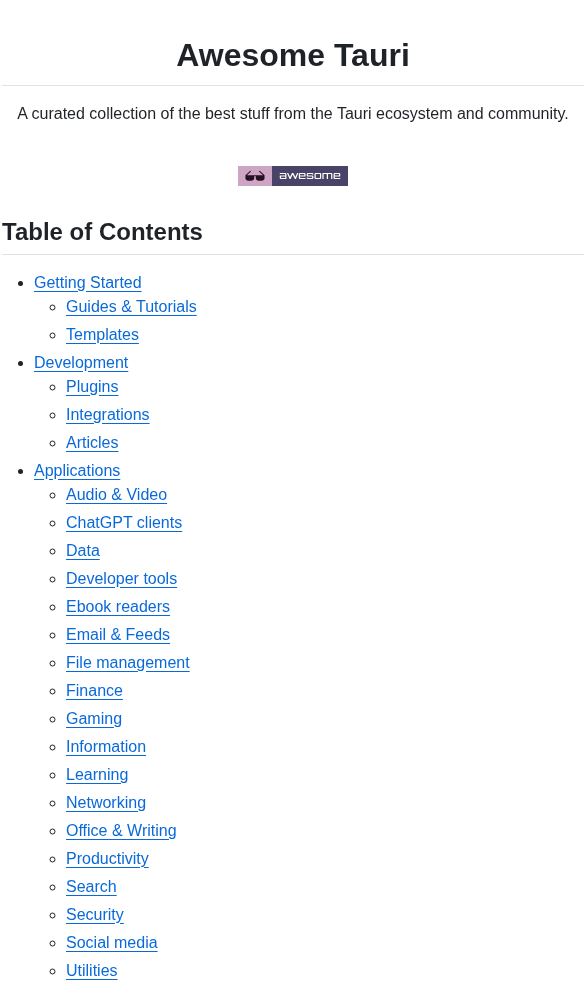 Awesome Tauri
A curated collection of the best stuff from the Tauri ecosystem and community.
awesome
Table of Contents
Getting Started
Guides & Tutorials
Templates
Development
Plugins
Integrations
Articles
Applications
Audio & Video
ChatGPT clients
Data
Developer tools
Ebook readers
Email & Feeds
File management
Finance
Gaming
Information
Learning
Networking
Office & Writing
Productivity
Search
Security
Social media
Utilities